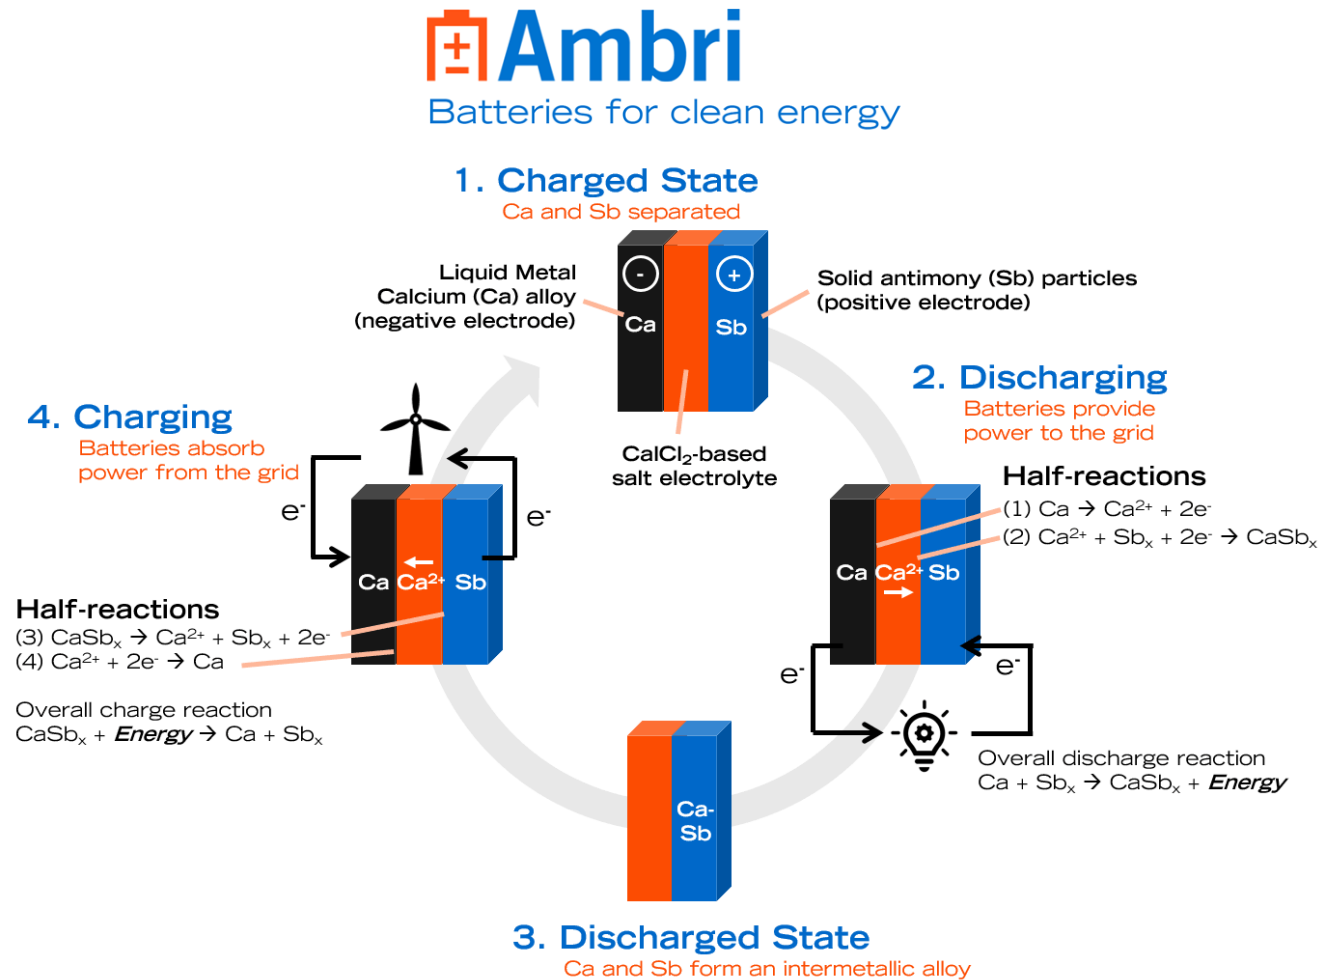 Ambri
Batteries for clean energy
1. Charged State
Ca and Sb separated
Liquid Metal
Calcium (Ca) alloy
(negative electrode)
-
+
Ca
Sb
Solid antimony (Sb) particles
(positive electrode)
CalCl₂-based
salt electrolyte
2. Discharging
Batteries provide
power to the grid
Half-reactions
(1) Ca → Ca²⁺ + 2e⁻
(2) Ca²⁺ + Sbₓ + 2e⁻ → CaSbₓ
Ca
Ca²⁺
Sb
e⁻
e⁻
Overall discharge reaction
Ca + Sbₓ → CaSbₓ + Energy
3. Discharged State
Ca and Sb form an intermetallic alloy
Ca-
Sb
4. Charging
Batteries absorb
power from the grid
e⁻
e⁻
Ca
Ca²⁺
Sb
Half-reactions
(3) CaSbₓ → Ca²⁺ + Sbₓ + 2e⁻
(4) Ca²⁺ + 2e⁻ → Ca
Overall charge reaction
CaSbₓ + Energy → Ca + Sbₓ